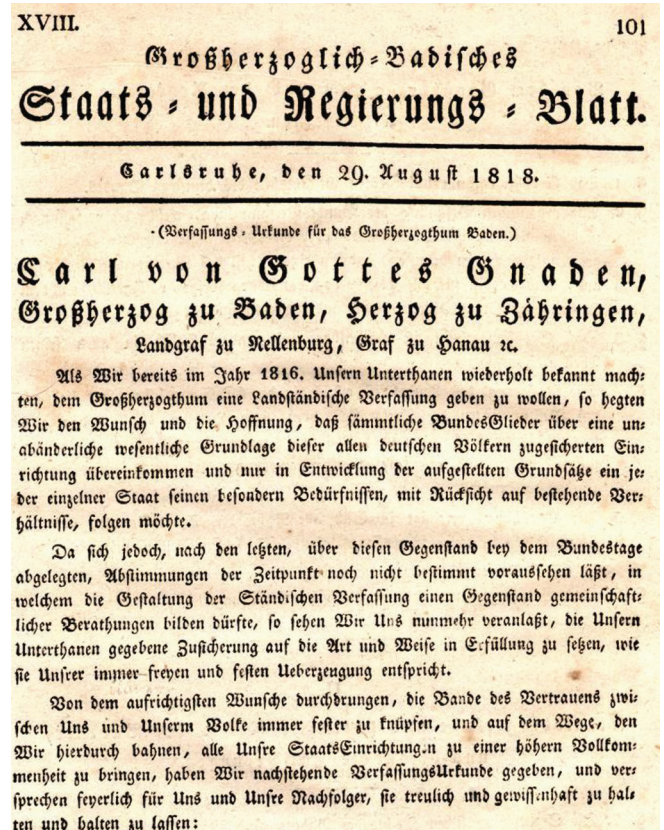 XVIII.
101
Großherzoglich-Badisches
Staats- und Regierungs-Blatt.
Carlsruhe, den 29. August 1818.
(Verfassungs-Urkunde für das Großherzogthum Baden.)
Carl von Gottes Gnaden,
Großherzog zu Baden, Herzog zu Zähringen,
Landgraf zu Nellenburg, Graf zu Hanau ꝛc.
Als Wir bereits im Jahr 1816. Unsern Unterthanen wiederholt bekannt mach-
ten, dem Großherzogthum eine Landständische Verfassung geben zu wollen, so hegten
Wir den Wunsch und die Hoffnung, daß sämmtliche BundesGlieder über eine un-
abänderliche wesentliche Grundlage dieser allen deutschen Völkern zugesicherten Ein-
richtung übereinkommen und nur in Entwicklung der aufgestellten Grundsätze ein je-
der einzelner Staat seinen besondern Bedürfnissen, mit Rücksicht auf bestehende Ver-
hältnisse, folgen möchte.
Da sich jedoch, nach den letzten, über diesen Gegenstand bey dem Bundestage
abgelegten, Abstimmungen der Zeitpunkt noch nicht bestimmt voraussehen läßt, in
welchem die Gestaltung der Ständischen Verfassung einen Gegenstand gemeinschaft-
licher Berathungen bilden dürfte, so sehen Wir Uns nunmehr veranlaßt, die Unsern
Unterthanen gegebene Zusicherung auf die Art und Weise in Erfüllung zu setzen, wie
sie Unsrer immer freyen und festen Ueberzeugung entspricht.
Von dem aufrichtigsten Wunsche durchdrungen, die Bande des Vertrauens zwi-
schen Uns und Unserm Volke immer fester zu knüpfen, und auf dem Wege, den
Wir hierdurch bahnen, alle Unsre StaatsEinrichtungen zu einer höhern Vollkom-
menheit zu bringen, haben Wir nachstehende VerfassungsUrkunde gegeben, und ver-
sprechen feyerlich für Uns und Unsre Nachfolger, sie treulich und gewissenhaft zu hal-
ten und halten zu lassen: